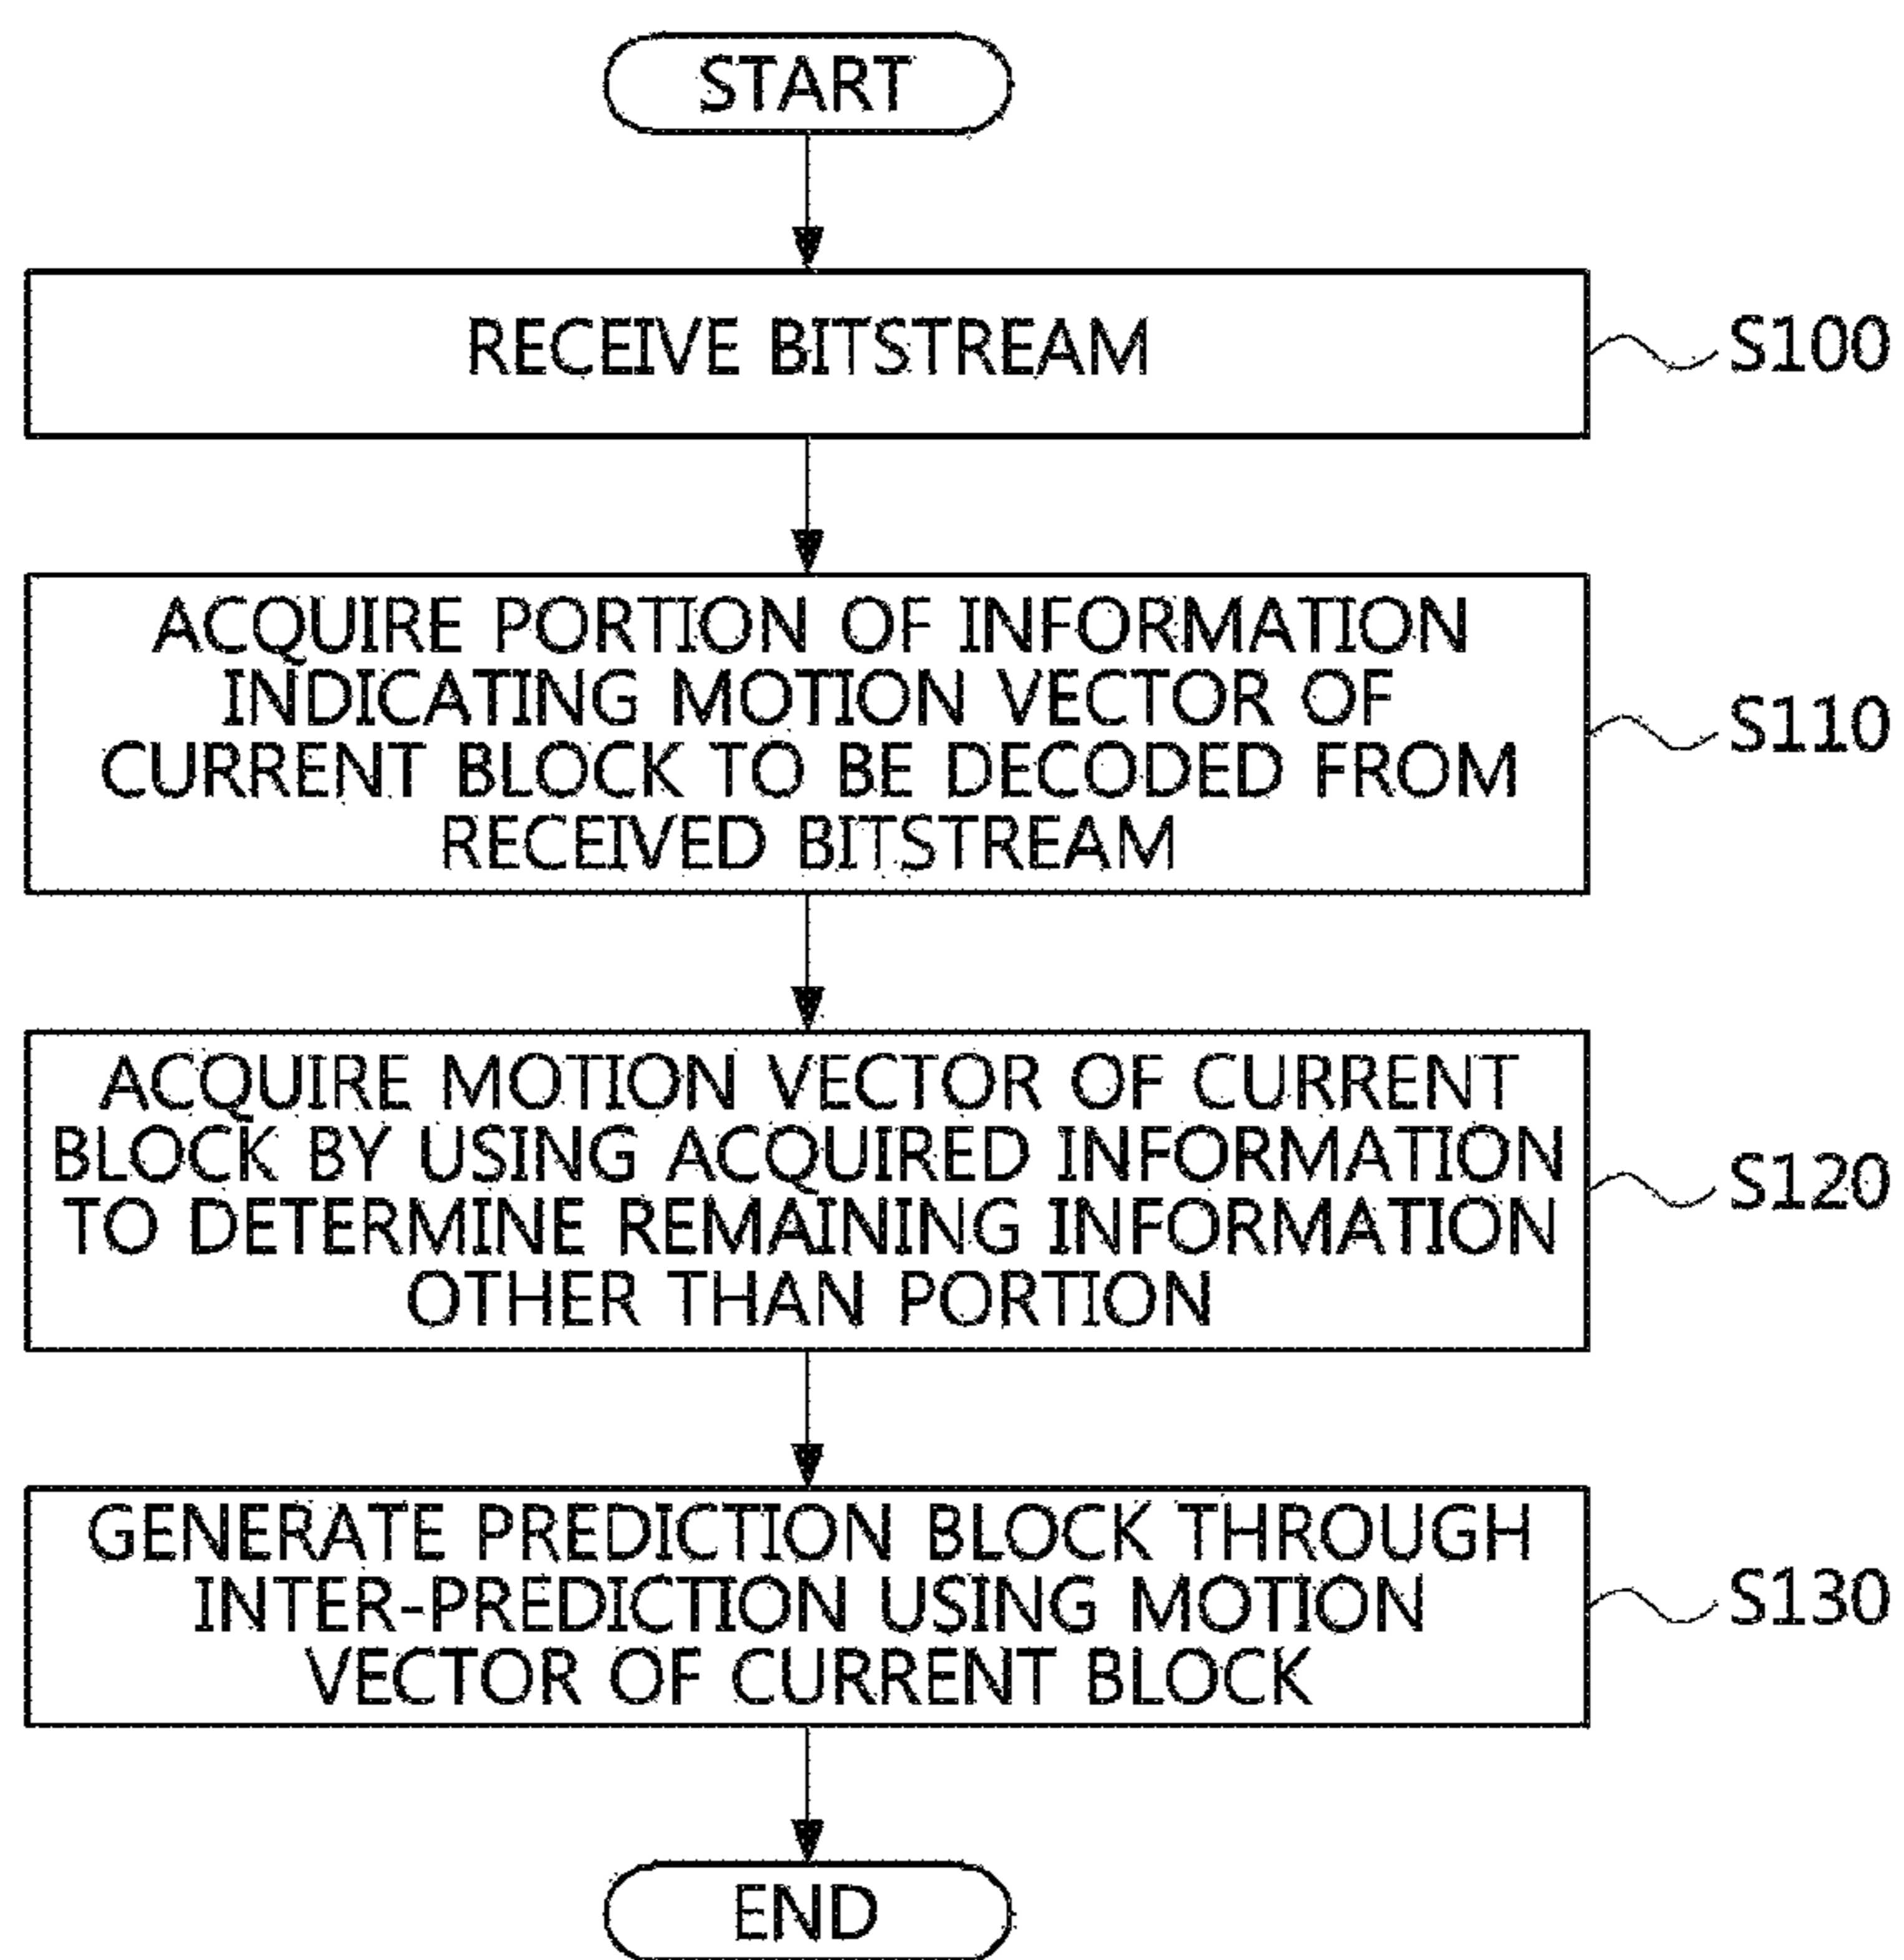 START
RECEIVE BITSTREAM
S100
ACQUIRE PORTION OF INFORMATION
INDICATING MOTION VECTOR OF
CURRENT BLOCK TO BE DECODED FROM
RECEIVED BITSTREAM
S110
ACQUIRE MOTION VECTOR OF CURRENT
BLOCK BY USING ACQUIRED INFORMATION
TO DETERMINE REMAINING INFORMATION
OTHER THAN PORTION
S120
GENERATE PREDICTION BLOCK THROUGH
INTER-PREDICTION USING MOTION
VECTOR OF CURRENT BLOCK
S130
END